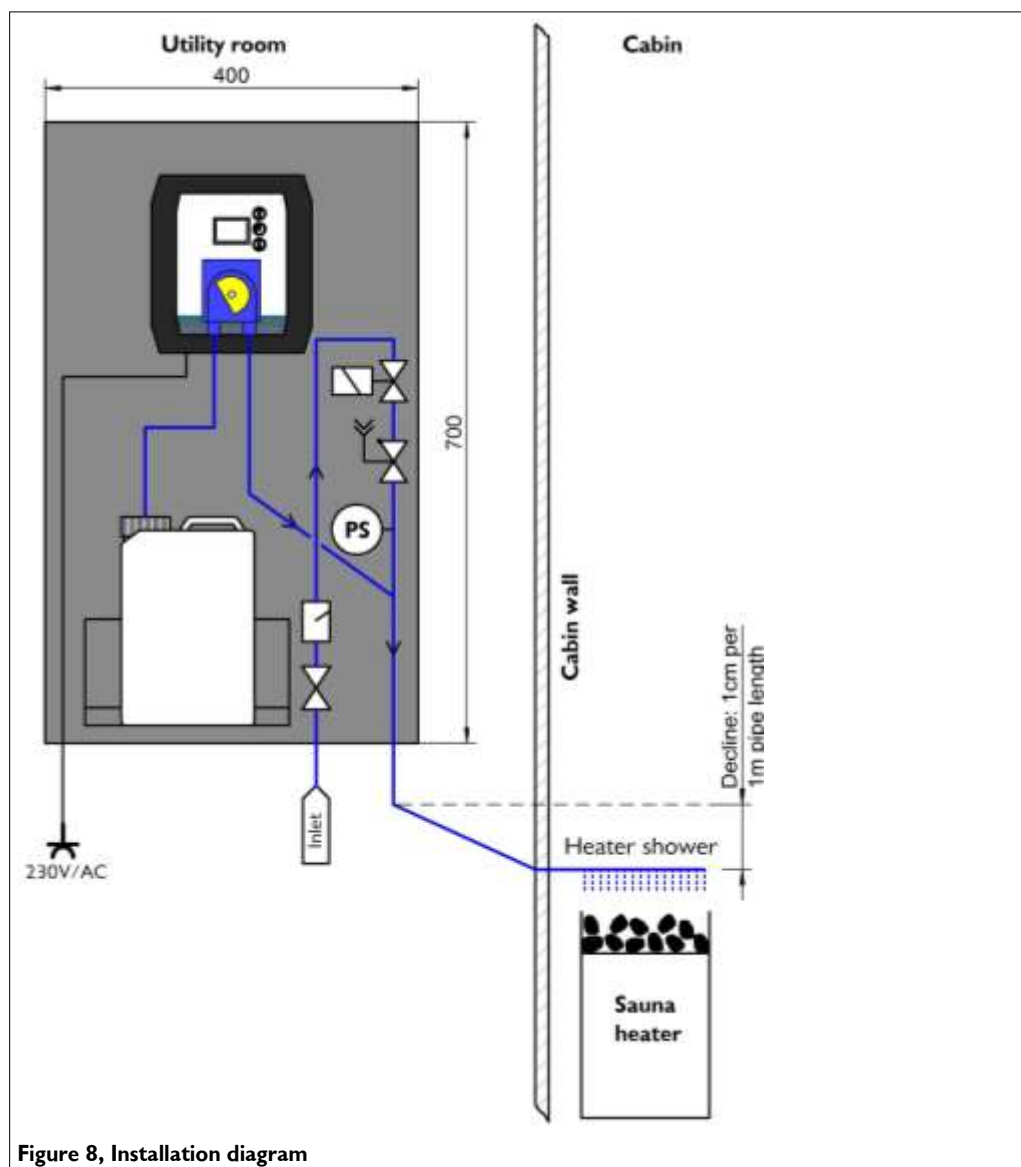 Utility room
Cabin
400
700
PS
Cabin wall
Decline: 1cm per
1m pipe length
Inlet
Heater shower
230V/AC
Sauna
heater
Figure 8, Installation diagram